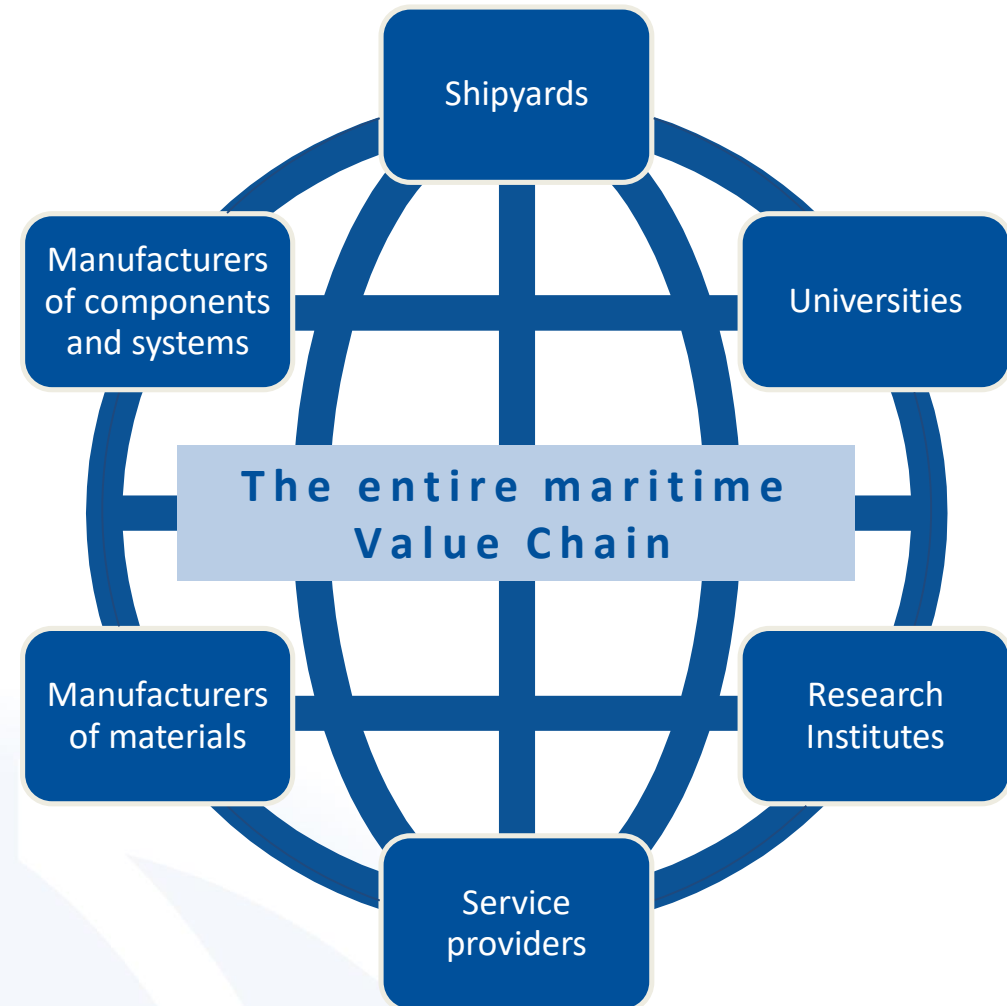 Shipyards
Manufacturers
of components
and systems
Universities
The entire maritime
Value Chain
Manufacturers
of materials
Research
Institutes
Service
providers